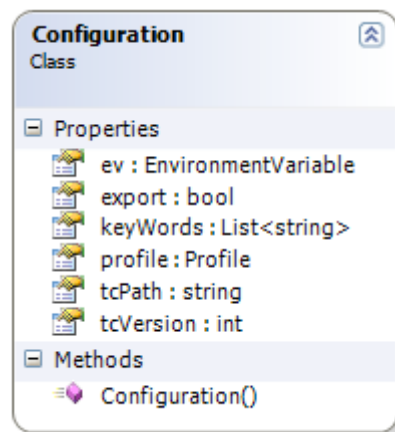 Configuration
Class
Properties
ev : EnvironmentVariable
export : bool
keyWords : List<string>
profile : Profile
tcPath : string
tcVersion : int
Methods
Configuration()